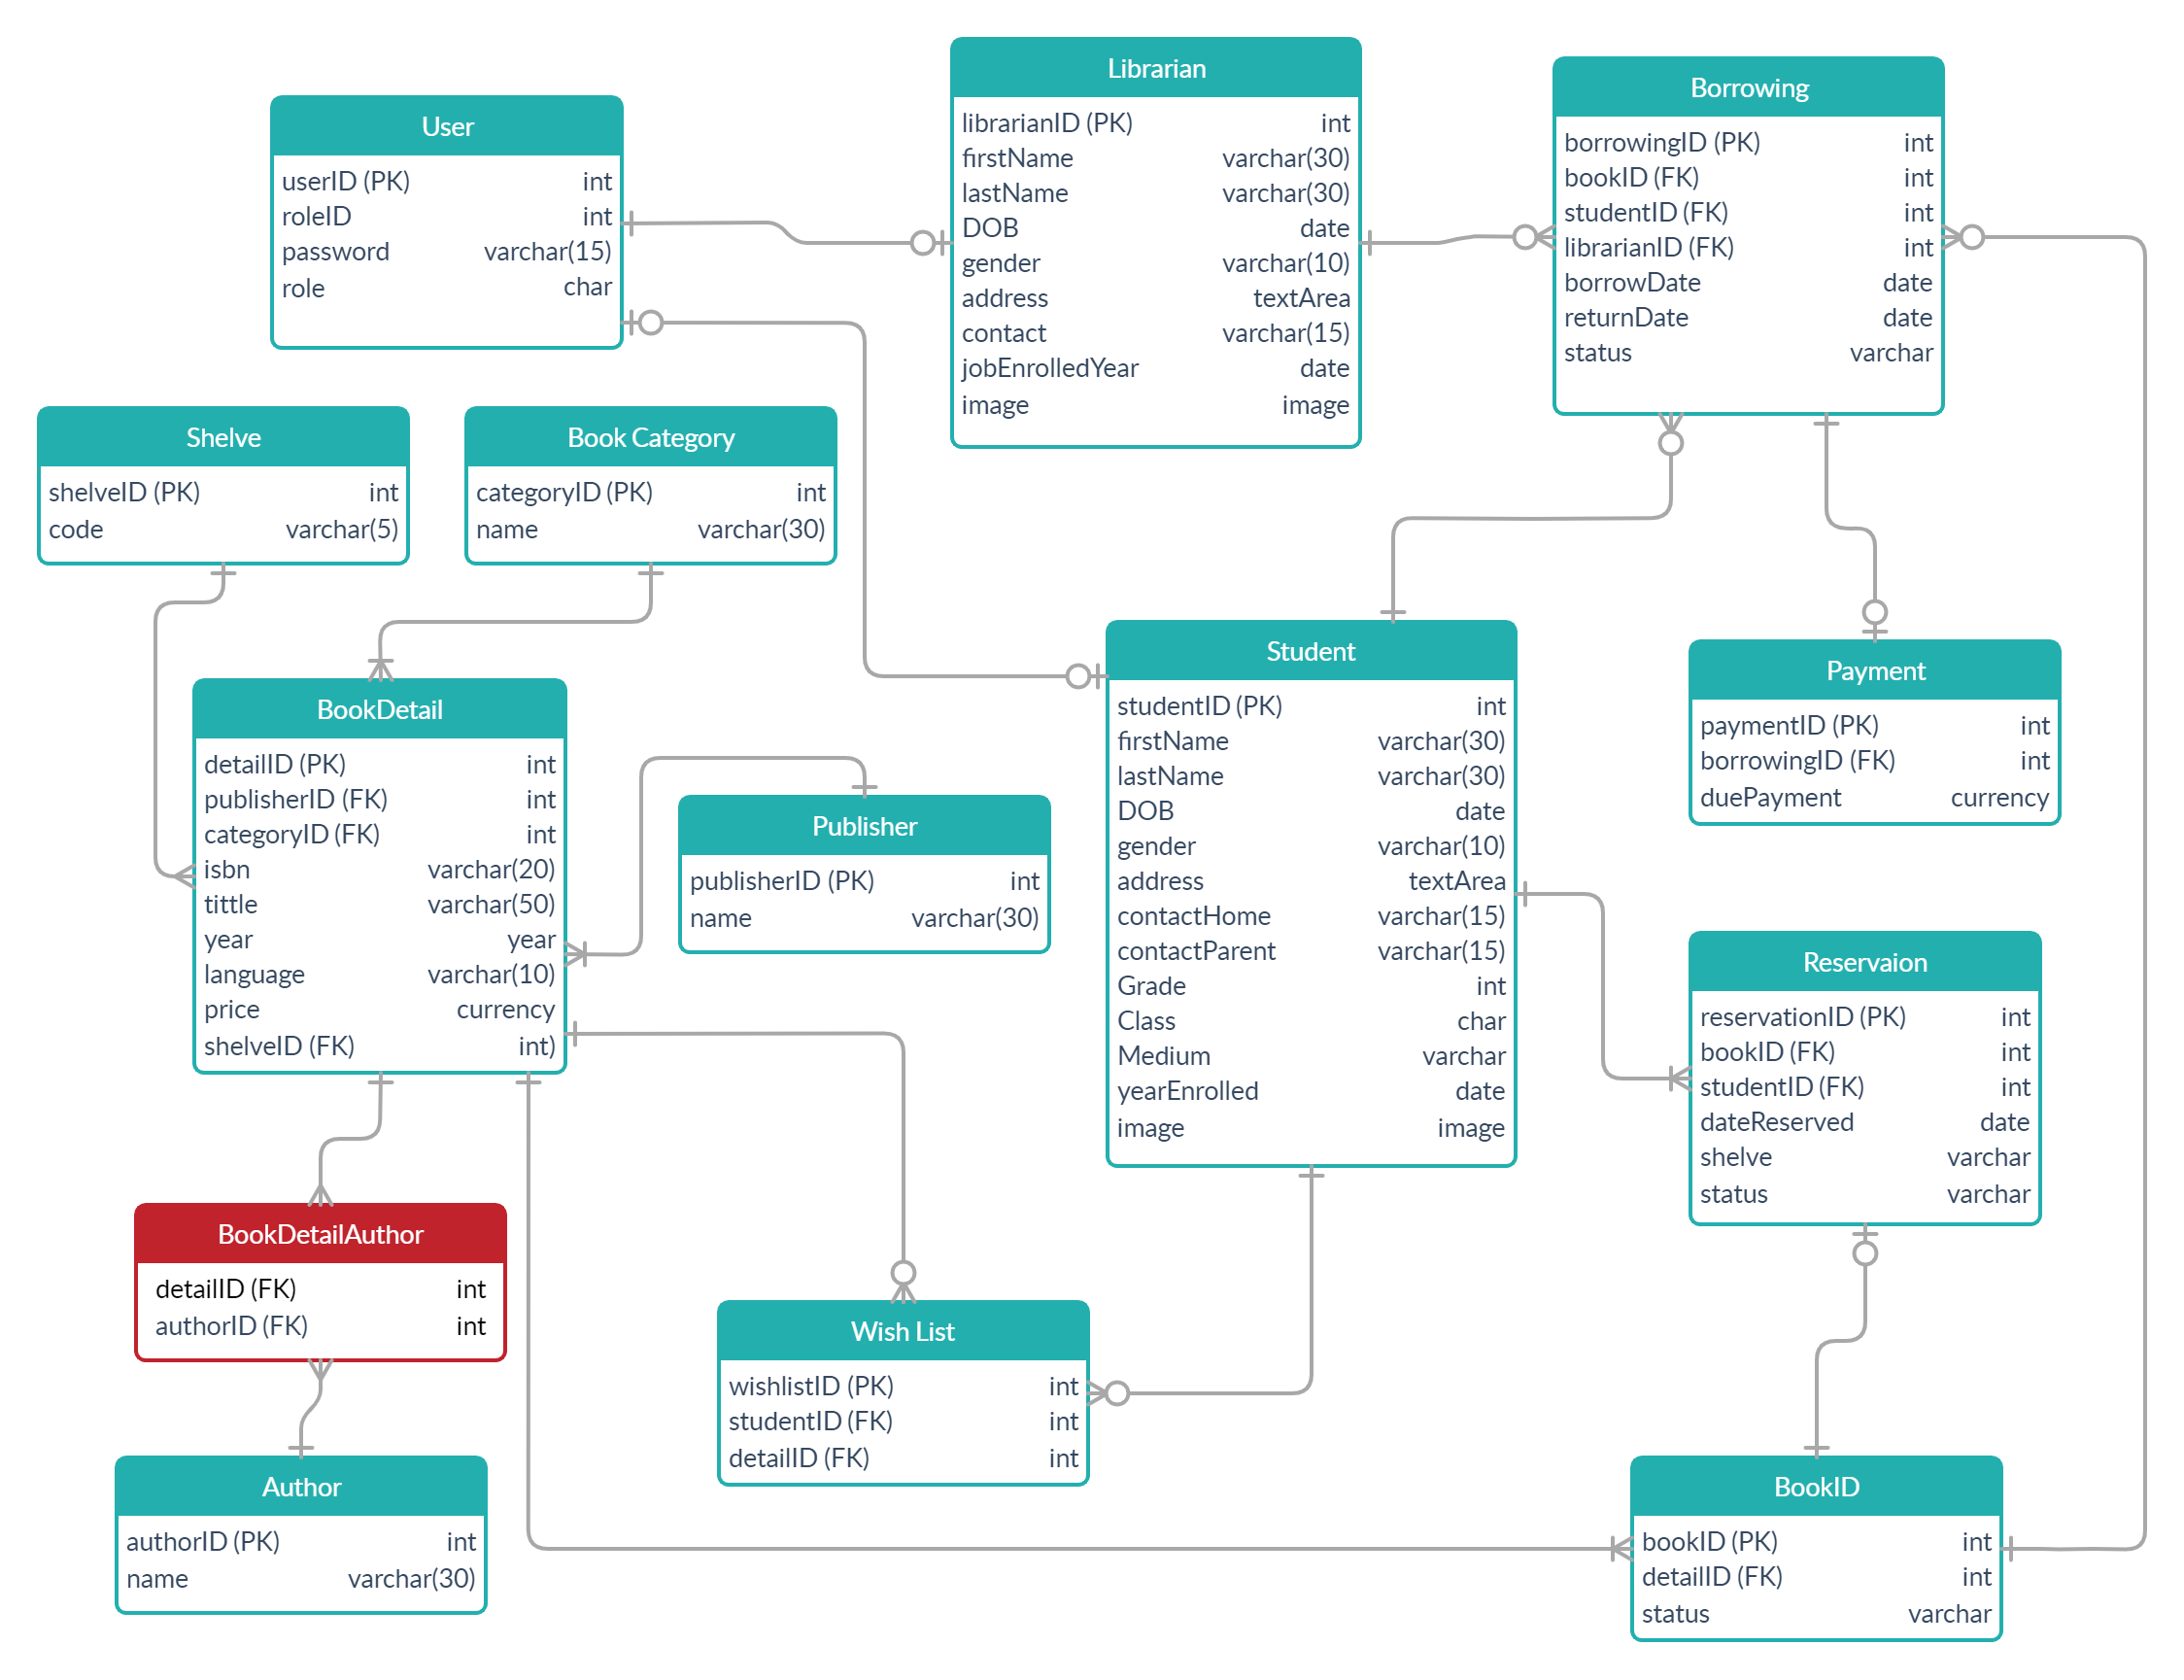 Librarian
librarianID (PK) int
firstName varchar(30)
lastName varchar(30)
DOB date
gender varchar(10)
address textArea
contact varchar(15)
jobEnrolledYear date
image image
Borrowing
borrowingID (PK) int
bookID (FK) int
studentID (FK) int
librarianID (FK) int
borrowDate date
returnDate date
status varchar
User
userID (PK) int
roleID int
password varchar(15)
role char
Shelve
shelveID (PK) int
code varchar(5)
Book Category
categoryID (PK) int
name varchar(30)
Student
studentID (PK) int
firstName varchar(30)
lastName varchar(30)
DOB date
gender varchar(10)
address textArea
contactHome varchar(15)
contactParent varchar(15)
Grade int
Class char
Medium varchar
yearEnrolled date
image image
Payment
paymentID (PK) int
borrowingID (FK) int
duePayment currency
BookDetail
detailID (PK) int
publisherID (FK) int
categoryID (FK) int
isbn varchar(20)
tittle varchar(50)
year year
language varchar(10)
price currency
shelveID (FK) int)
Publisher
publisherID (PK) int
name varchar(30)
Reservaion
reservationID (PK) int
bookID (FK) int
studentID (FK) int
dateReserved date
shelve varchar
status varchar
BookDetailAuthor
detailID (FK) int
authorID (FK) int
Wish List
wishlistID (PK) int
studentID (FK) int
detailID (FK) int
Author
authorID (PK) int
name varchar(30)
BookID
bookID (PK) int
detailID (FK) int
status varchar